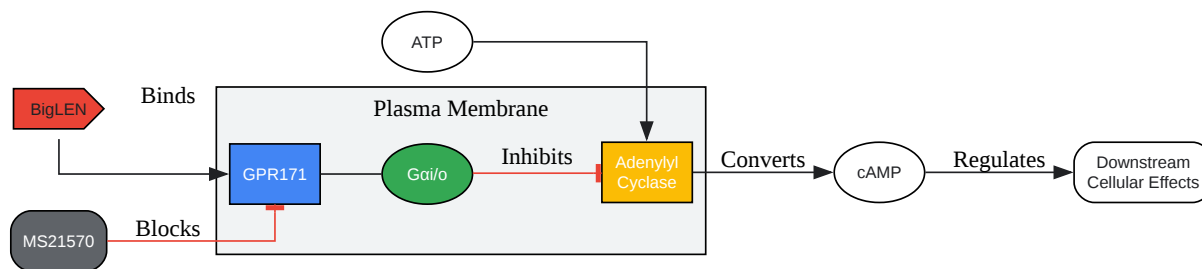 ATP
BigLEN
Binds
Plasma Membrane
GPR171
Gαi/o
Inhibits
Adenylyl
Cyclase
Converts
cAMP
Regulates
Downstream
Cellular Effects
MS21570
Blocks